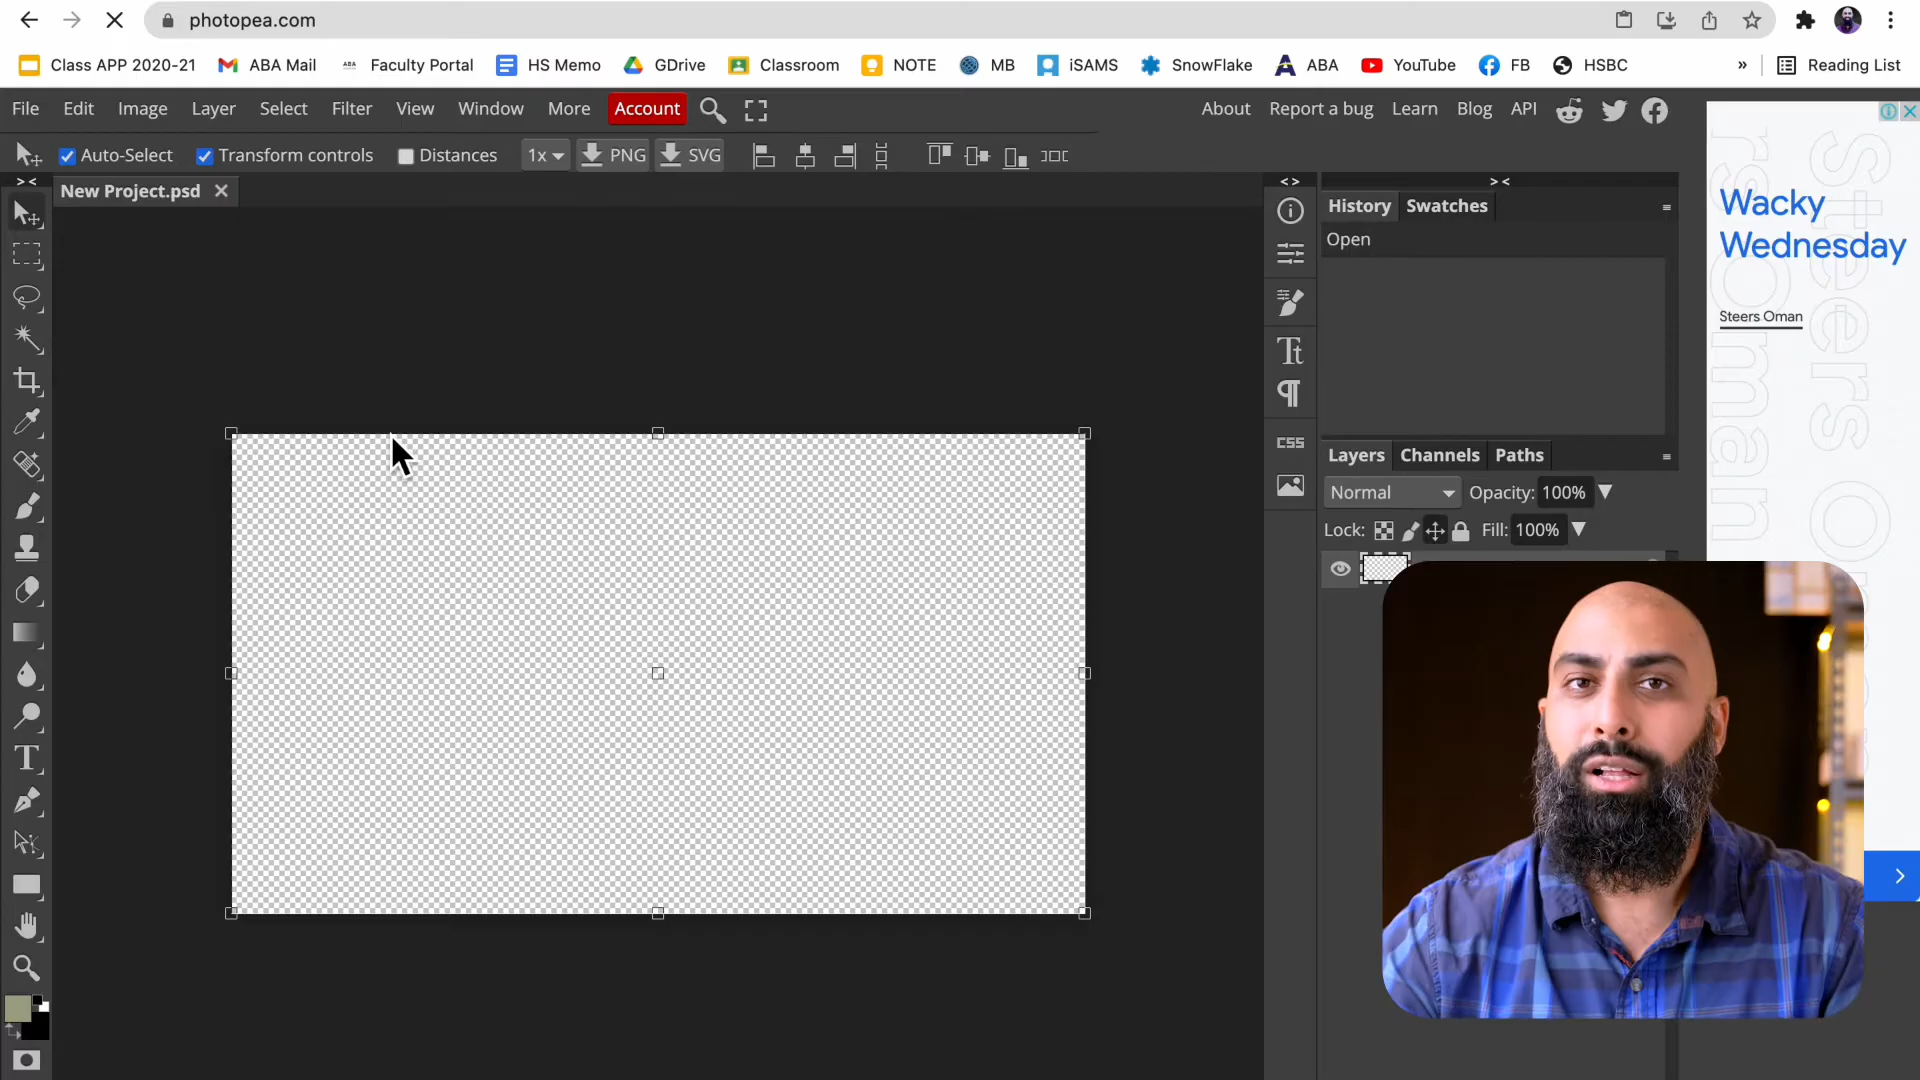 photopea.com
Class APP 2020-21 ABA Mail ABA Faculty Portal HS Memo GDrive Classroom NOTE MB iSAMS SnowFlake ABA YouTube FB HSBC » Reading List
File Edit Image Layer Select Filter View Window More Account About Report a bug Learn Blog API
Auto-Select Transform controls Distances 1x PNG SVG
New Project.psd
History Swatches
Open
Wacky
Wednesday
Steers Oman
CSS
Layers Channels Paths
Normal Opacity: 100%
Lock: Fill: 100%
Steers Oman